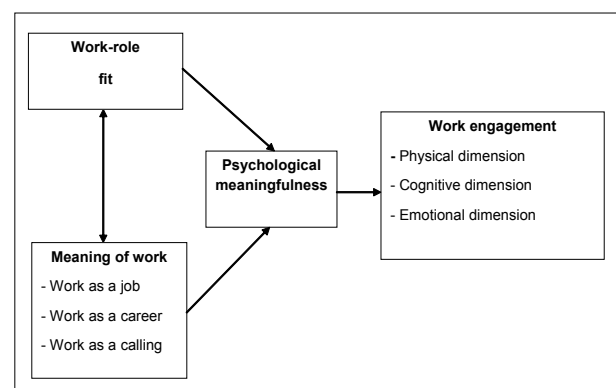 Work-role
fit
Psychological
meaningfulness
Work engagement
- Physical dimension
- Cognitive dimension
- Emotional dimension
Meaning of work
- Work as a job
- Work as a career
- Work as a calling